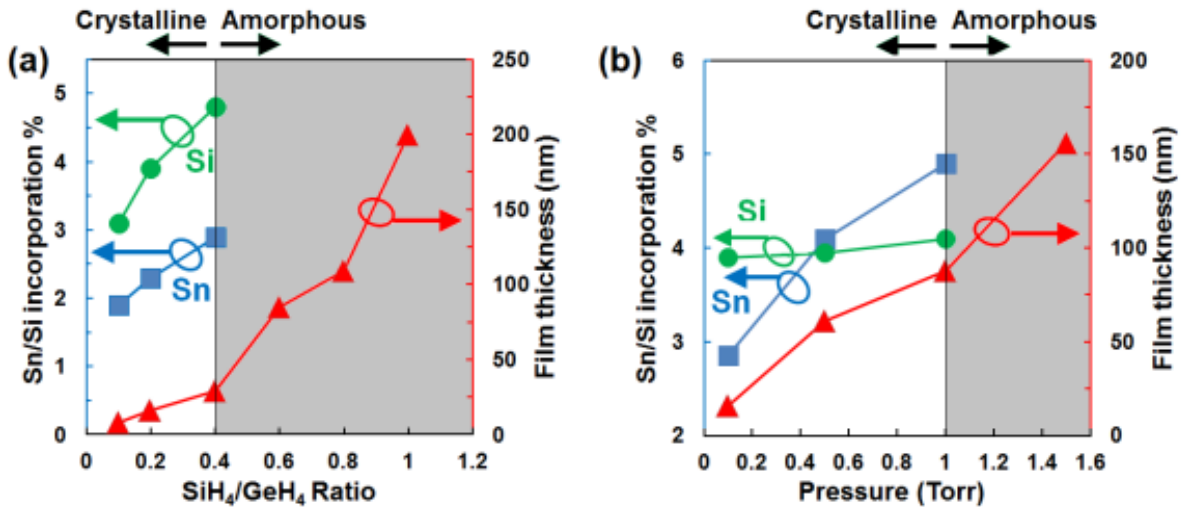 Crystalline Amorphous
(a)
Sn/Si incorporation %
5
4
3
2
1
0
Si
Sn
250
200
150
100
50
0
Film thickness (nm)
0 0.2 0.4 0.6 0.8 1 1.2
SiH₄/GeH₄ Ratio
Crystalline Amorphous
(b)
Sn/Si incorporation %
6
5
4
3
2
Si
Sn
200
150
100
50
0
Film thickness (nm)
0 0.2 0.4 0.6 0.8 1 1.2 1.4 1.6
Pressure (Torr)